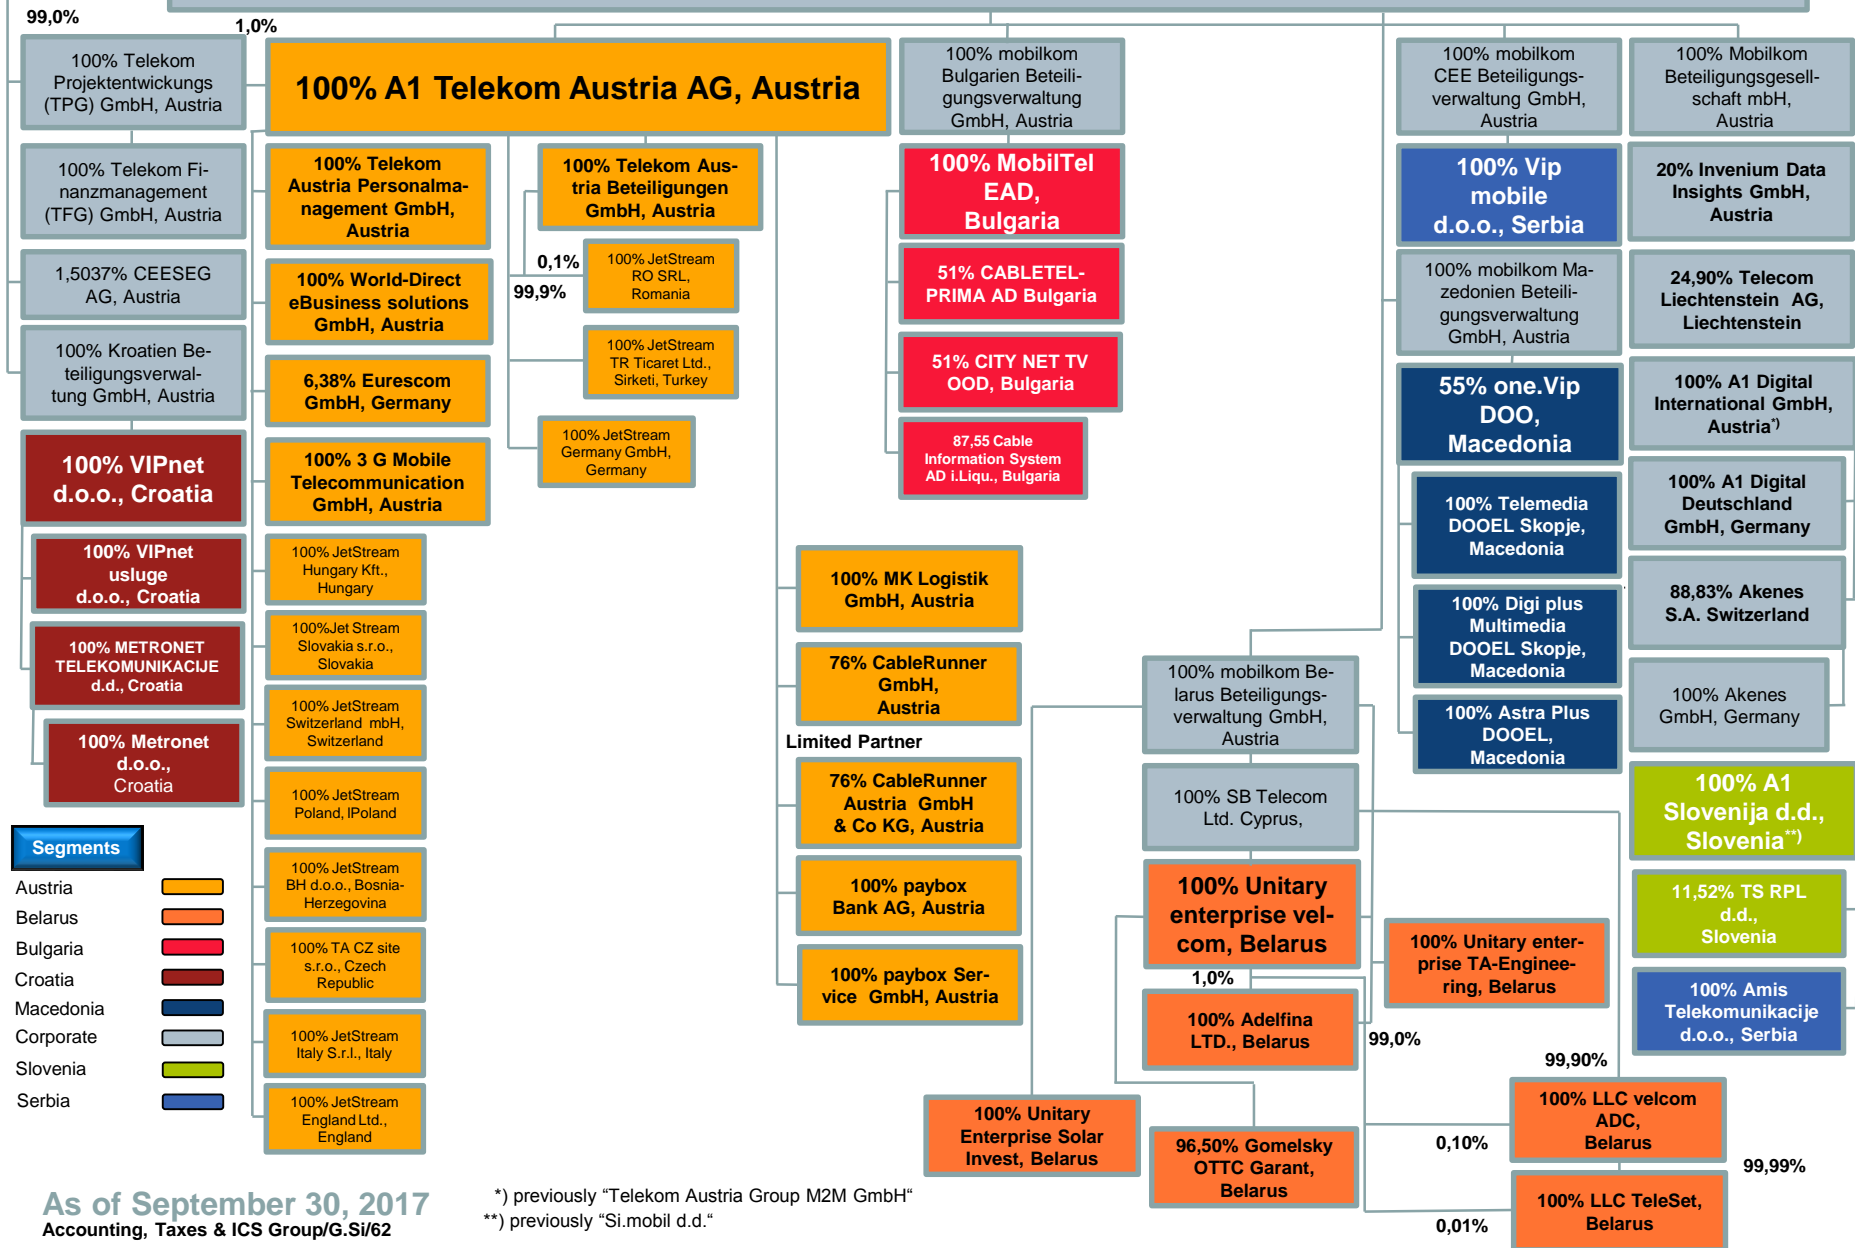 99,0%
1,0%
100% Telekom
Projektentwickungs
(TPG) GmbH, Austria
100% Telekom Fi-
nanzmanagement
(TFG) GmbH, Austria
1,5037% CEESEG
AG, Austria
100% Kroatien Be-
teiligungsverwal-
tung GmbH, Austria
100% VIPnet
d.o.o., Croatia
100% VIPnet
usluge
d.o.o., Croatia
100% METRONET
TELEKOMUNIKACIJE
d.d., Croatia
100% Metronet
d.o.o.,
Croatia
100% A1 Telekom Austria AG, Austria
100% Telekom
Austria Personalma-
nagement GmbH,
Austria
100% World-Direct
eBusiness solutions
GmbH, Austria
6,38% Eurescom
GmbH, Germany
100% 3 G Mobile
Telecommunication
GmbH, Austria
100% JetStream
Hungary Kft.,
Hungary
100%Jet Stream
Slovakia s.r.o.,
Slovakia
100% JetStream
Switzerland mbH,
Switzerland
100% JetStream
Poland, lPoland
100% JetStream
BH d.o.o., Bosnia-
Herzegovina
100% TA CZ site
s.r.o., Czech
Republic
100% JetStream
Italy S.r.l., Italy
100% JetStream
England Ltd.,
England
100% Telekom Aus-
tria Beteiligungen
GmbH, Austria
0,1%
99,9%
100% JetStream
RO SRL,
Romania
100% JetStream
TR Ticaret Ltd.,
Sirketi, Turkey
100% JetStream
Germany GmbH,
Germany
100% MK Logistik
GmbH, Austria
76% CableRunner
GmbH,
Austria
Limited Partner
76% CableRunner
Austria GmbH
& Co KG, Austria
100% paybox
Bank AG, Austria
100% paybox Ser-
vice GmbH, Austria
100% mobilkom
Bulgarien Beteili-
gungsverwaltung
GmbH, Austria
100% MobilTel
EAD,
Bulgaria
51% CABLETEL-
PRIMA AD Bulgaria
51% CITY NET TV
OOD, Bulgaria
87,55 Cable
Information System
AD i.Liqu., Bulgaria
100% mobilkom Be-
larus Beteiligungs-
verwaltung GmbH,
Austria
100% SB Telecom
Ltd. Cyprus,
100% Unitary
enterprise vel-
com, Belarus
1,0%
100% Adelfina
LTD., Belarus
99,0%
100% Unitary enter-
prise TA-Enginee-
ring, Belarus
100% Unitary
Enterprise Solar
Invest, Belarus
96,50% Gomelsky
OTTC Garant,
Belarus
99,90%
100% LLC velcom
ADC,
Belarus
0,10%
99,99%
100% LLC TeleSet,
Belarus
0,01%
100% mobilkom
CEE Beteiligungs-
verwaltung GmbH,
Austria
100% Vip
mobile
d.o.o., Serbia
100% mobilkom Ma-
zedonien Beteili-
gungsverwaltung
GmbH, Austria
55% one.Vip
DOO,
Macedonia
100% Telemedia
DOOEL Skopje,
Macedonia
100% Digi plus
Multimedia
DOOEL Skopje,
Macedonia
100% Astra Plus
DOOEL,
Macedonia
100% Mobilkom
Beteiligungsgesell-
schaft mbH,
Austria
20% Invenium Data
Insights GmbH,
Austria
24,90% Telecom
Liechtenstein AG,
Liechtenstein
100% A1 Digital
International GmbH,
Austria*)
100% A1 Digital
Deutschland
GmbH, Germany
88,83% Akenes
S.A. Switzerland
100% Akenes
GmbH, Germany
100% A1
Slovenija d.d.,
Slovenia**)
11,52% TS RPL
d.d.,
Slovenia
100% Amis
Telekomunikacije
d.o.o., Serbia
Segments
Austria
Belarus
Bulgaria
Croatia
Macedonia
Corporate
Slovenia
Serbia
As of September 30, 2017
Accounting, Taxes & ICS Group/G.Si/62
*) previously “Telekom Austria Group M2M GmbH“
**) previously “Si.mobil d.d.“